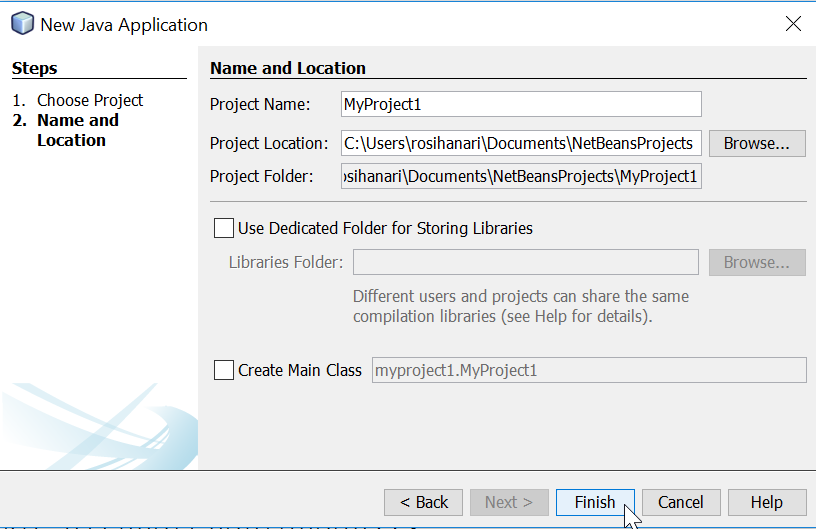 New Java Application
Steps
1. Choose Project
2. Name and
Location
Name and Location
Project Name: MyProject1
Project Location: C:\Users\rosihanari\Documents\NetBeansProjects Browse...
Project Folder: osihanari\Documents\NetBeansProjects\MyProject1
Use Dedicated Folder for Storing Libraries
Libraries Folder: Browse...
Different users and projects can share the same
compilation libraries (see Help for details).
Create Main Class myproject1.MyProject1
< Back Next > Finish Cancel Help